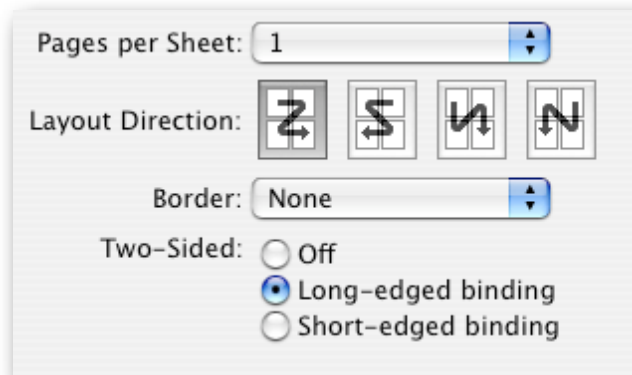 Pages per Sheet: 1
Layout Direction:
Border: None
Two-Sided: Off
Long-edged binding
Short-edged binding